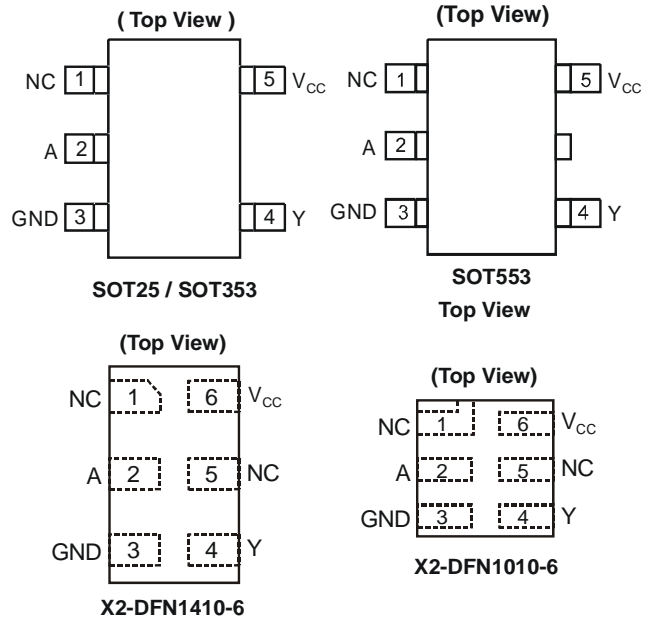 ( Top View )
NC 1 5 VCC
A 2
GND 3 4 Y
SOT25 / SOT353
(Top View)
NC 1 5 VCC
A 2
GND 3 4 Y
SOT553
Top View
(Top View)
NC 1 6 VCC
A 2 5 NC
GND 3 4 Y
X2-DFN1410-6
(Top View)
NC 1 6 VCC
A 2 5 NC
GND 3 4 Y
X2-DFN1010-6